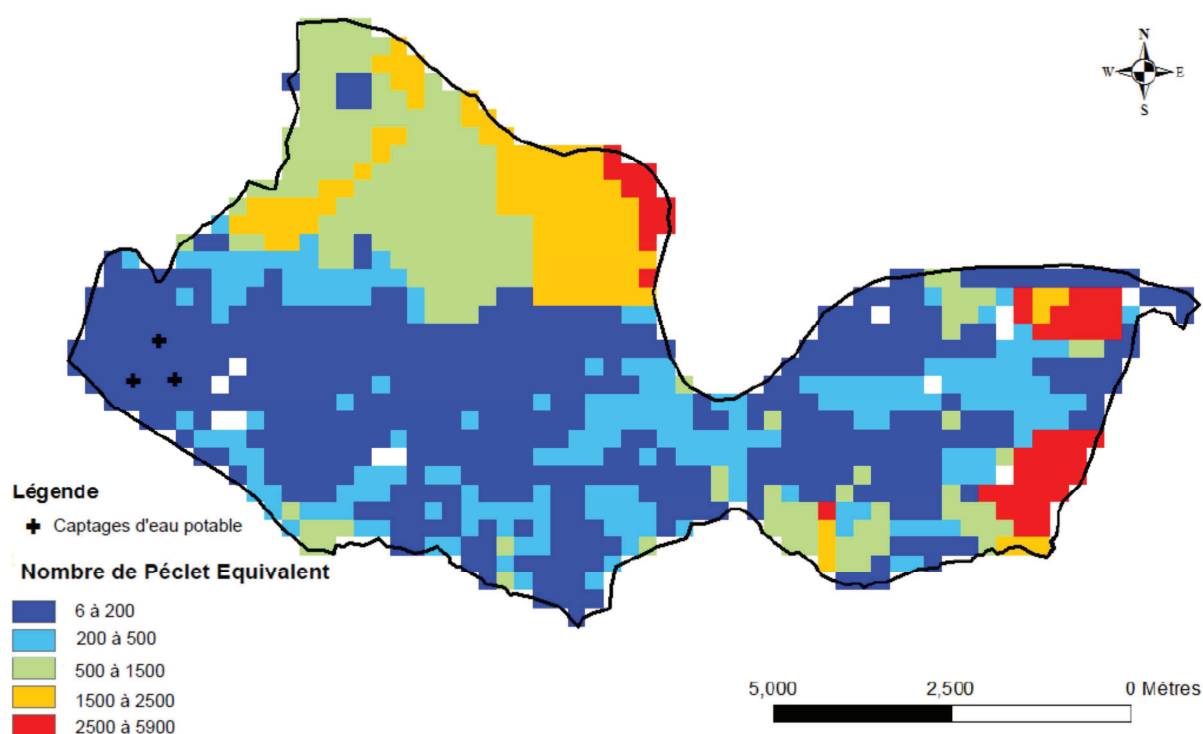 N
W E
S
Légende
Captages d'eau potable
Nombre de Péclet Equivalent
6 à 200
200 à 500
500 à 1500
1500 à 2500
2500 à 5900
5,000 2,500 0 Mètres